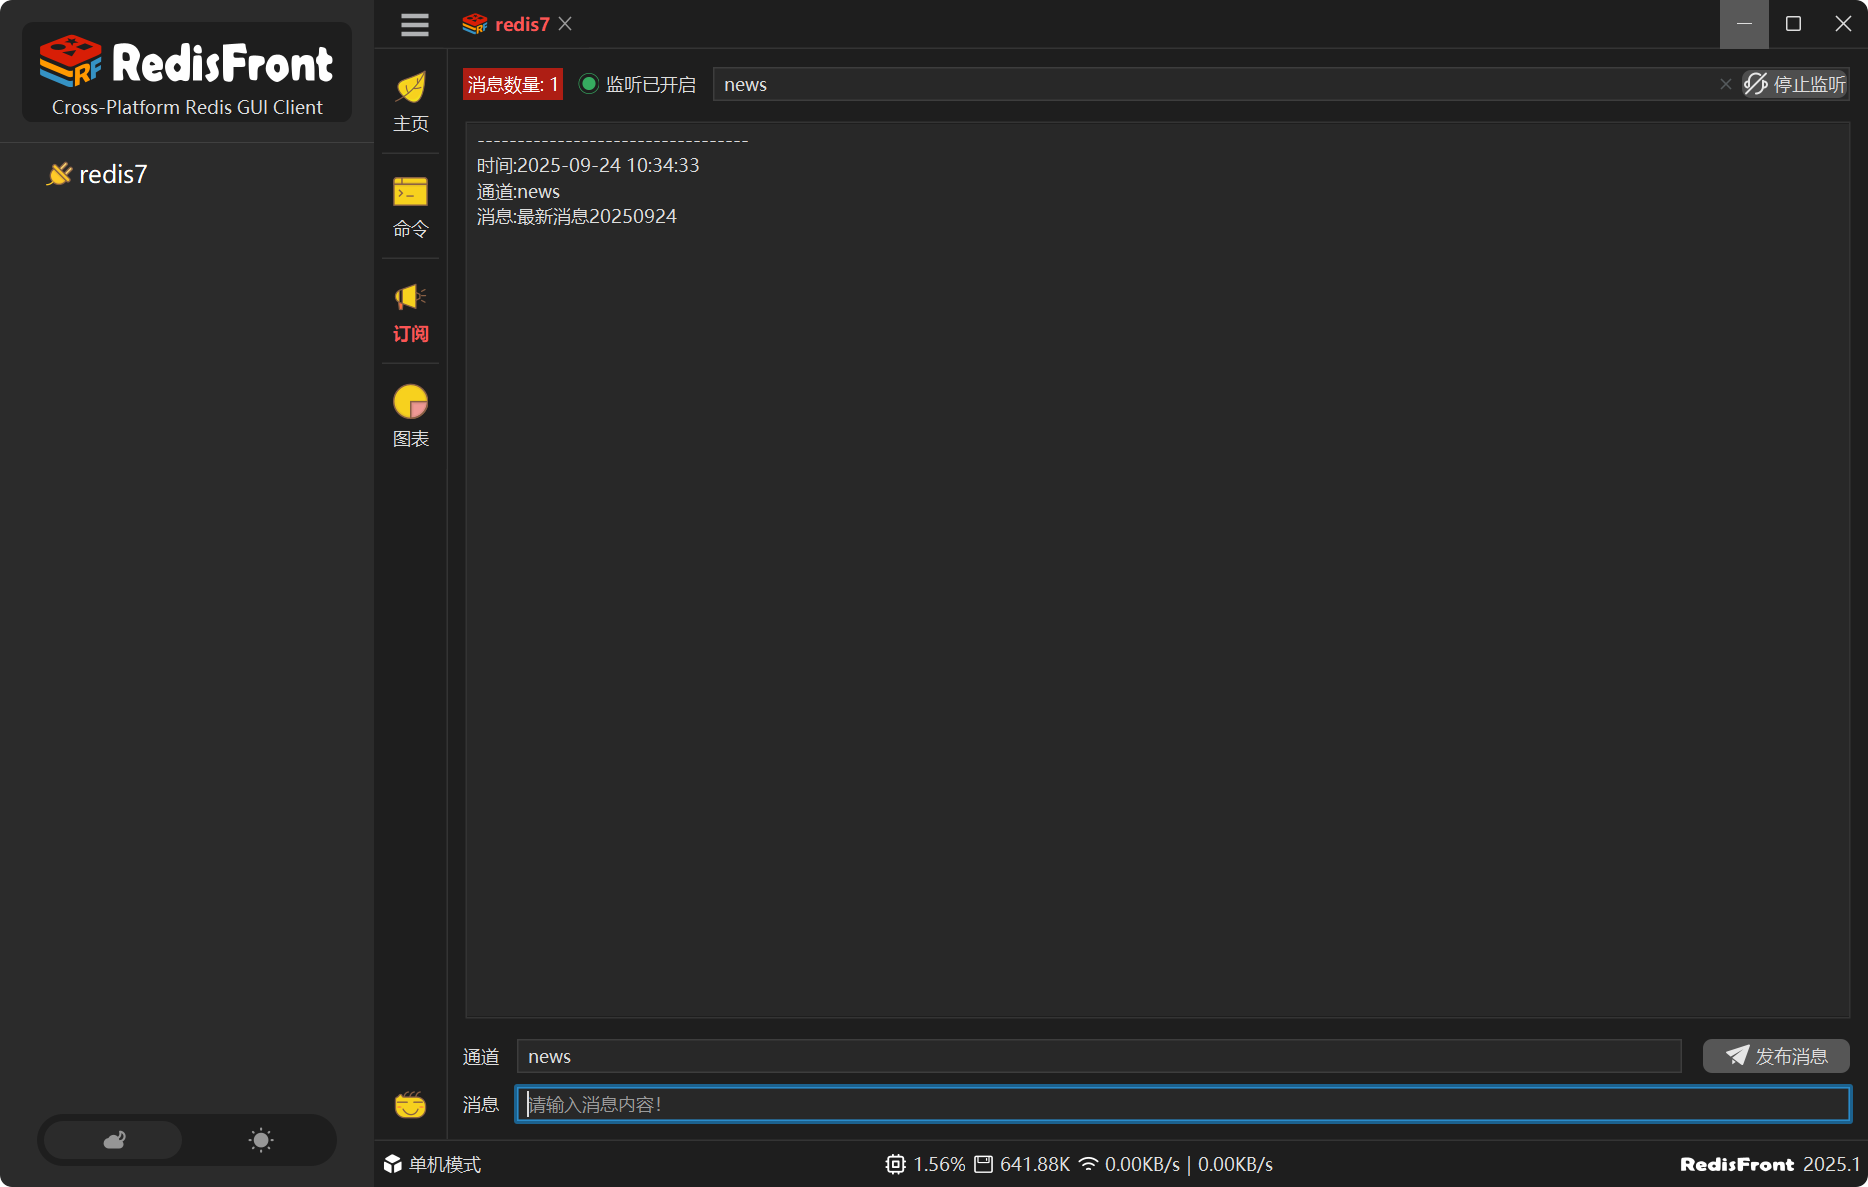 RedisFront
Cross-Platform Redis GUI Client
redis7
redis7
主页
命令
订阅
图表
消息数量: 1
监听已开启
news
停止监听
----------------------------------
时间:2025-09-24 10:34:33
通道:news
消息:最新消息20250924
通道
news
发布消息
消息
请输入消息内容!
单机模式
1.56%
641.88K
0.00KB/s | 0.00KB/s
RedisFront 2025.1